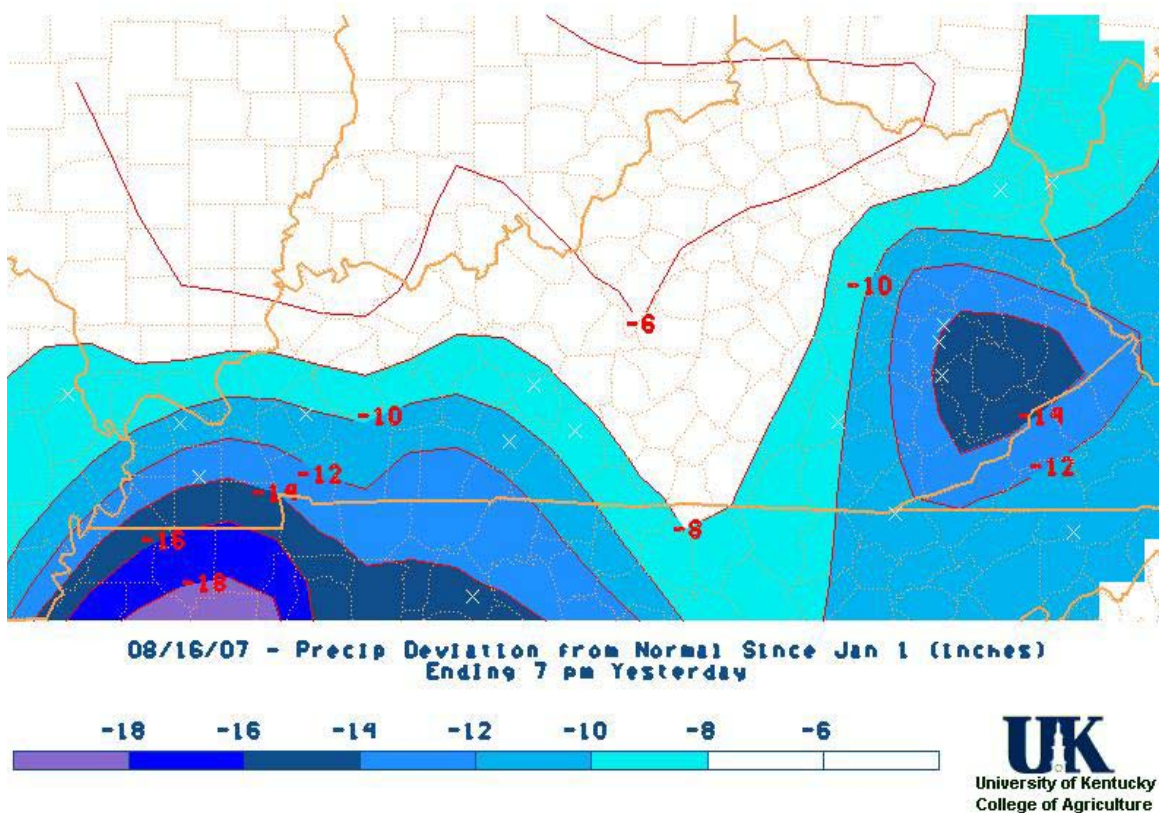 -6
-10
-10
-14
-12
-12
-14
-8
-16
-18
08/16/07 - Precip Deviation from Normal Since Jan 1 (inches)
Ending 7 pm Yesterday
-18 -16 -14 -12 -10 -8 -6
UK
University of Kentucky
College of Agriculture